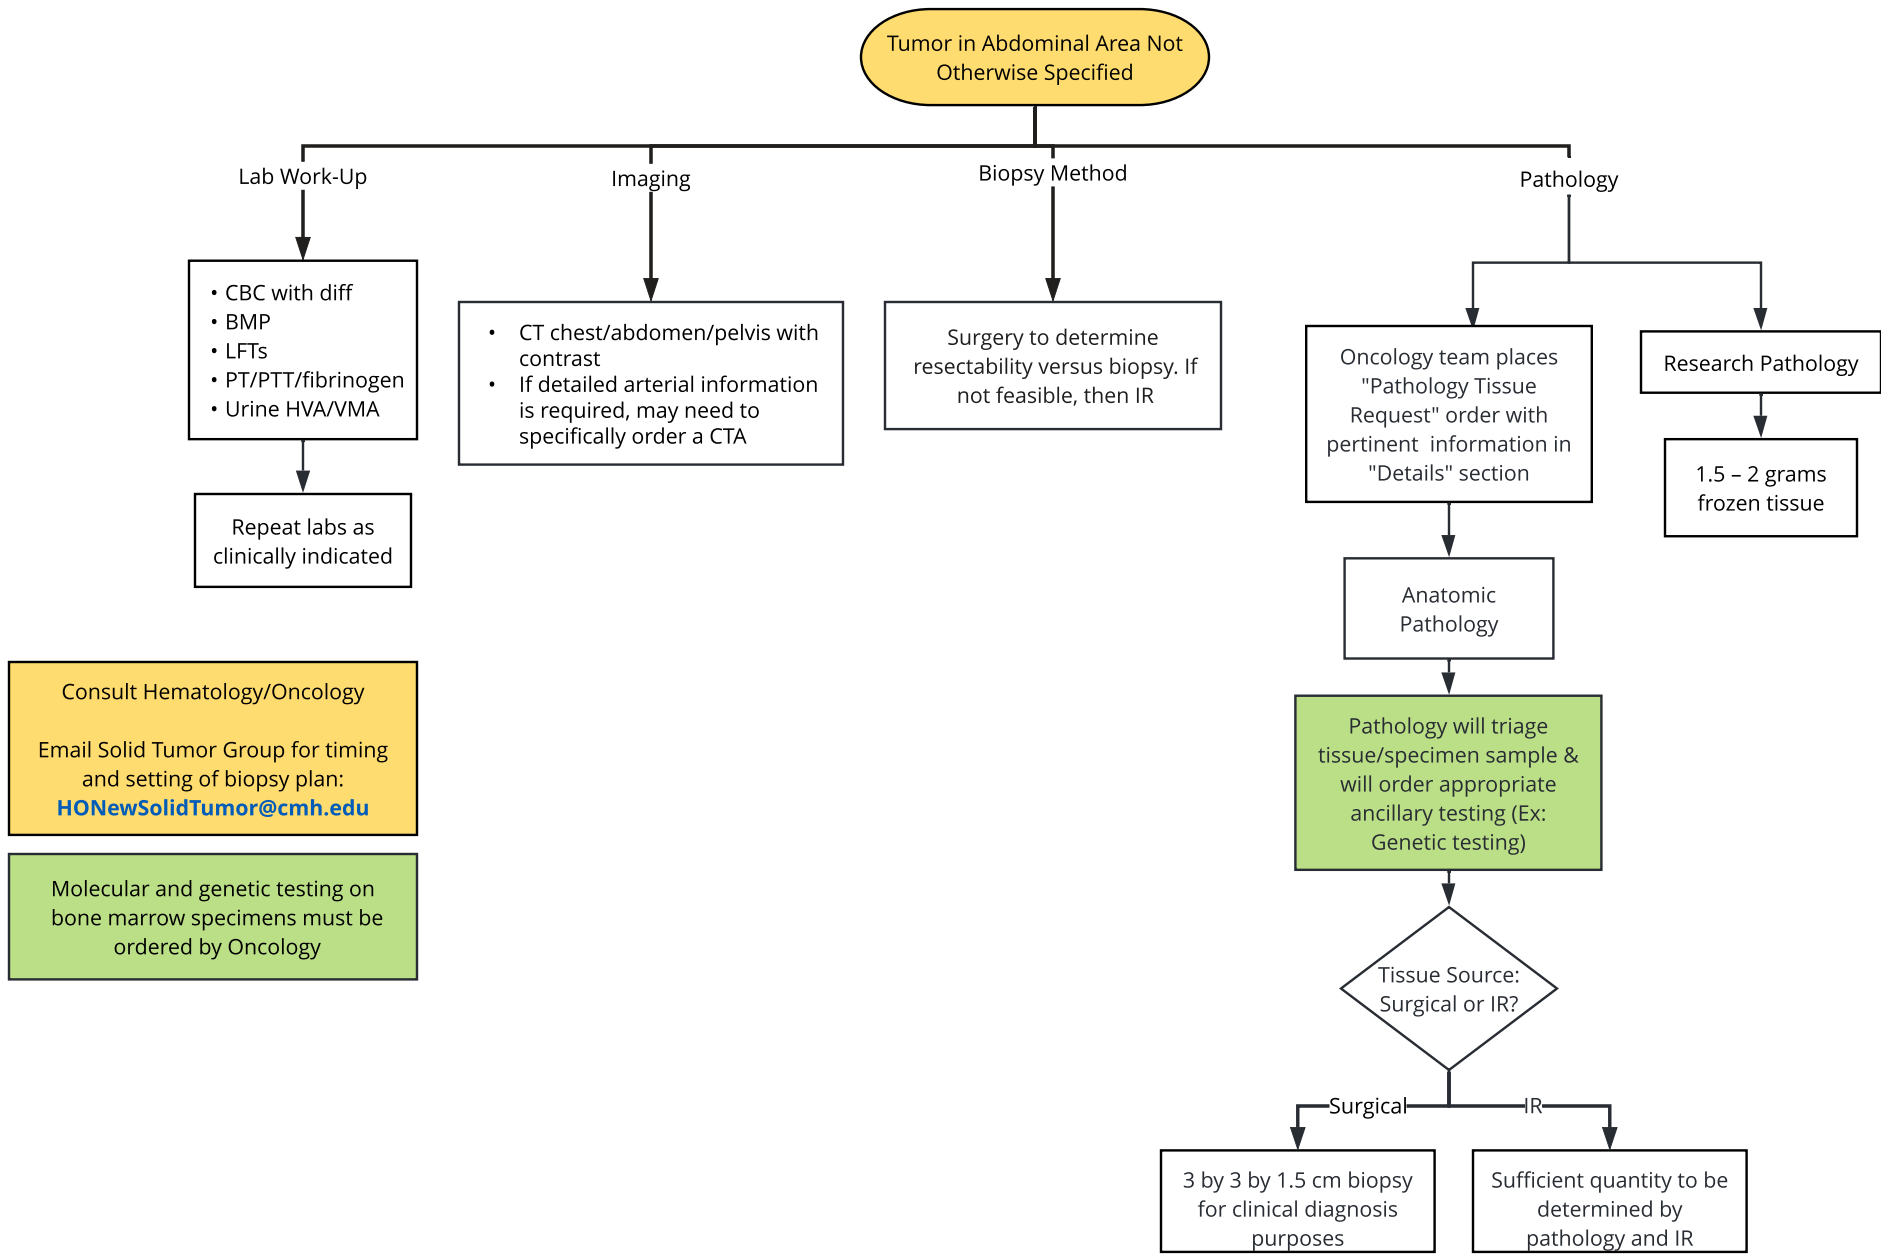 Tumor in Abdominal Area Not
Otherwise Specified
Lab Work-Up
Imaging
Biopsy Method
Pathology
• CBC with diff
• BMP
• LFTs
• PT/PTT/fibrinogen
• Urine HVA/VMA
Repeat labs as
clinically indicated
• CT chest/abdomen/pelvis with
contrast
• If detailed arterial information
is required, may need to
specifically order a CTA
Surgery to determine
resectability versus biopsy. If
not feasible, then IR
Oncology team places
"Pathology Tissue
Request" order with
pertinent  information in
"Details" section
Research Pathology
1.5 – 2 grams
frozen tissue
Anatomic
Pathology
Pathology will triage
tissue/specimen sample &
will order appropriate
ancillary testing (Ex:
Genetic testing)
Tissue Source:
Surgical or IR?
Surgical
IR
3 by 3 by 1.5 cm biopsy
for clinical diagnosis
purposes
Sufficient quantity to be
determined by
pathology and IR
Consult Hematology/Oncology
Email Solid Tumor Group for timing
and setting of biopsy plan:
HONewSolidTumor@cmh.edu
Molecular and genetic testing on
bone marrow specimens must be
ordered by Oncology